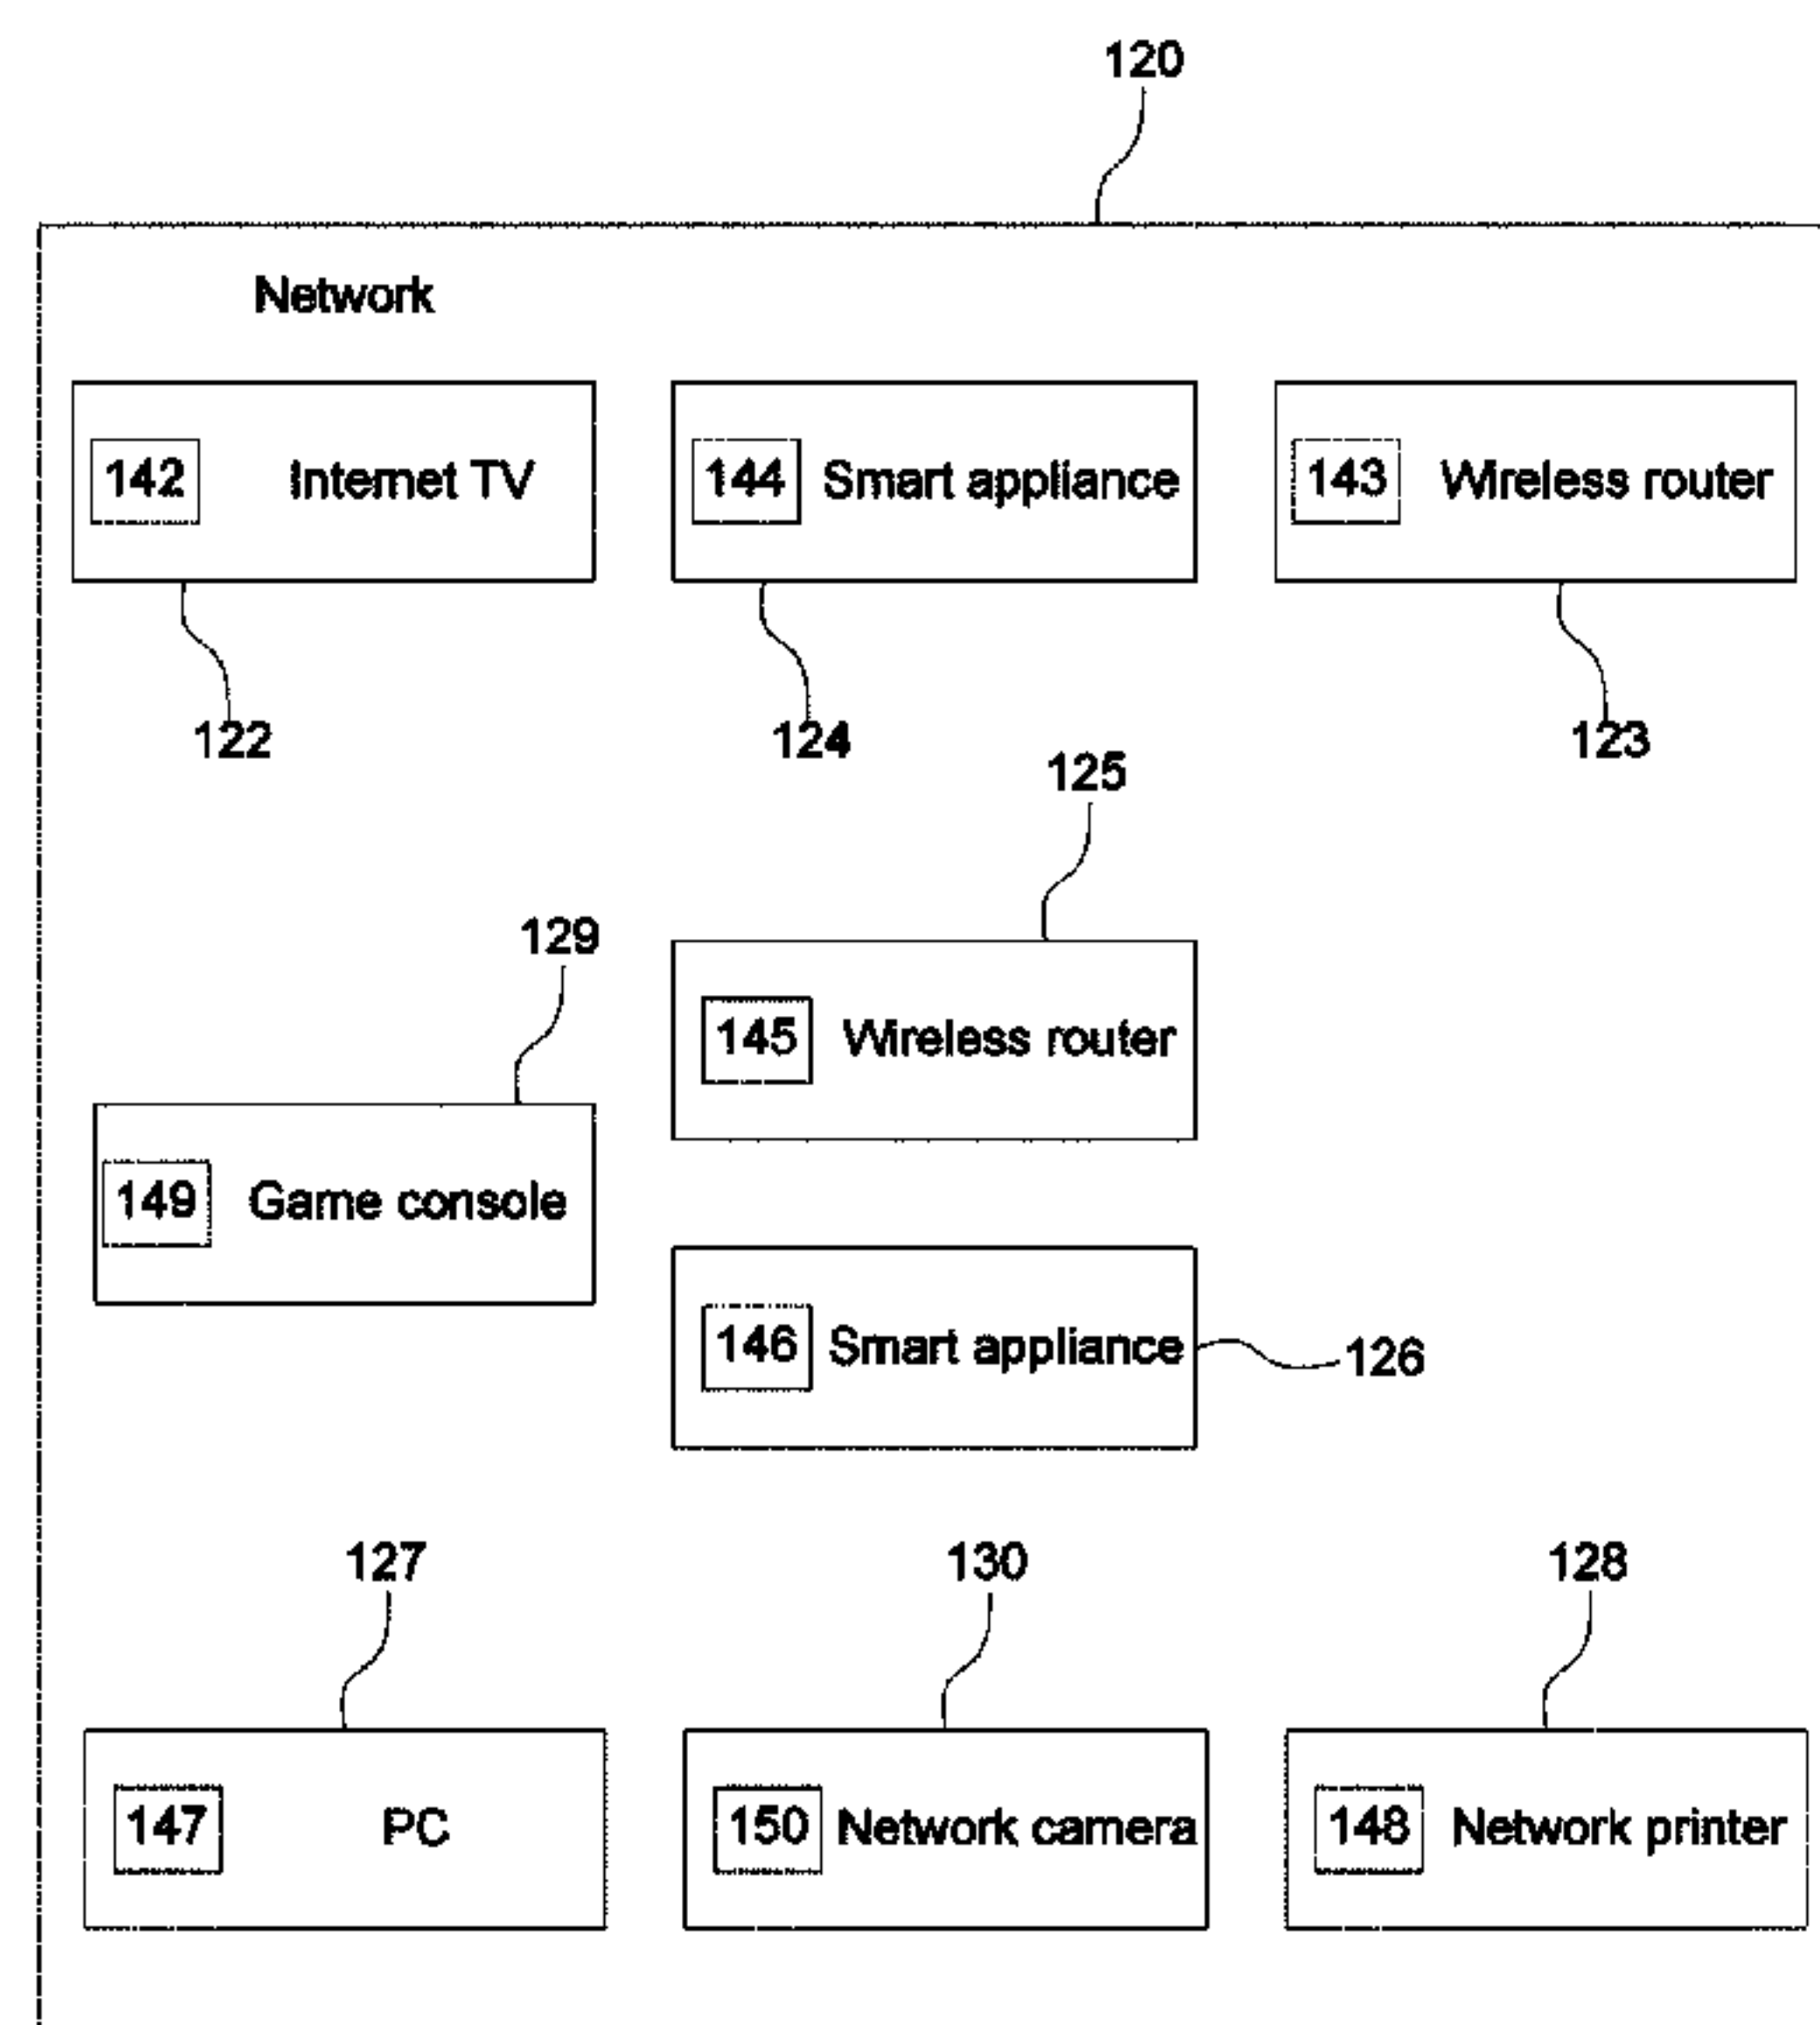 120
Network
142 Internet TV
144 Smart appliance
143 Wireless router
122
124
123
125
129
145 Wireless router
149 Game console
146 Smart appliance
126
127
130
128
147 PC
150 Network camera
148 Network printer